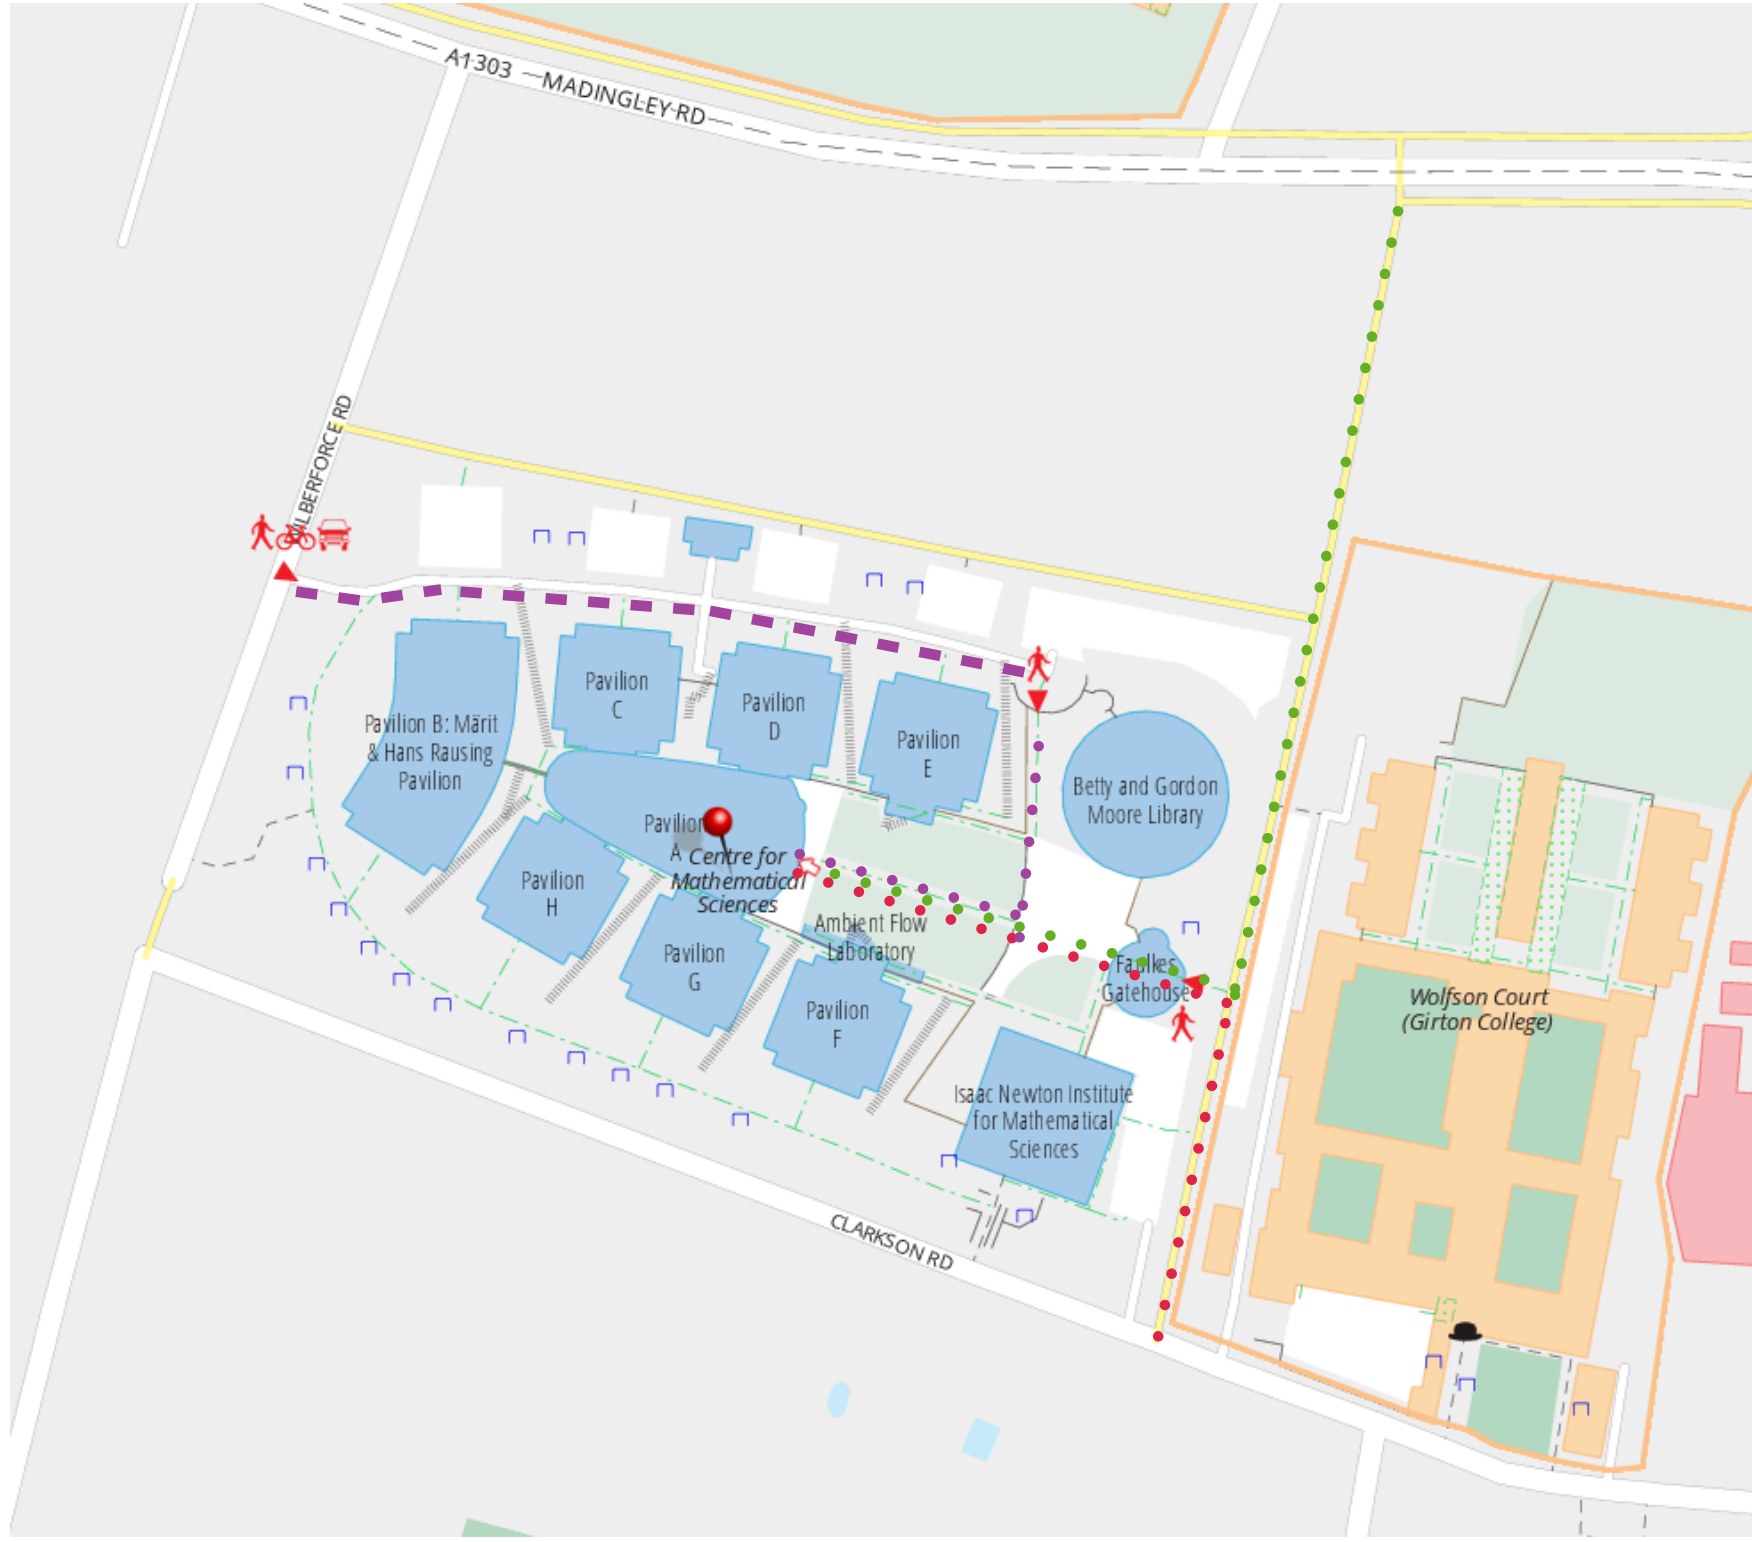 A1303
MADINGLEY RD
WILBERFORCE RD
Pavilion
C
Pavilion
D
Pavilion B: Märit
& Hans Rausing
Pavilion
Pavilion
E
Betty and Gordon
Moore Library
Pavilion
A
Centre for
Mathematical
Sciences
Pavilion
H
Ambient Flow
Laboratory
Pavilion
G
Faulkes
Gatehouse
Pavilion
F
Wolfson Court
(Girton College)
Isaac Newton Institute
for Mathematical
Sciences
CLARKSON RD